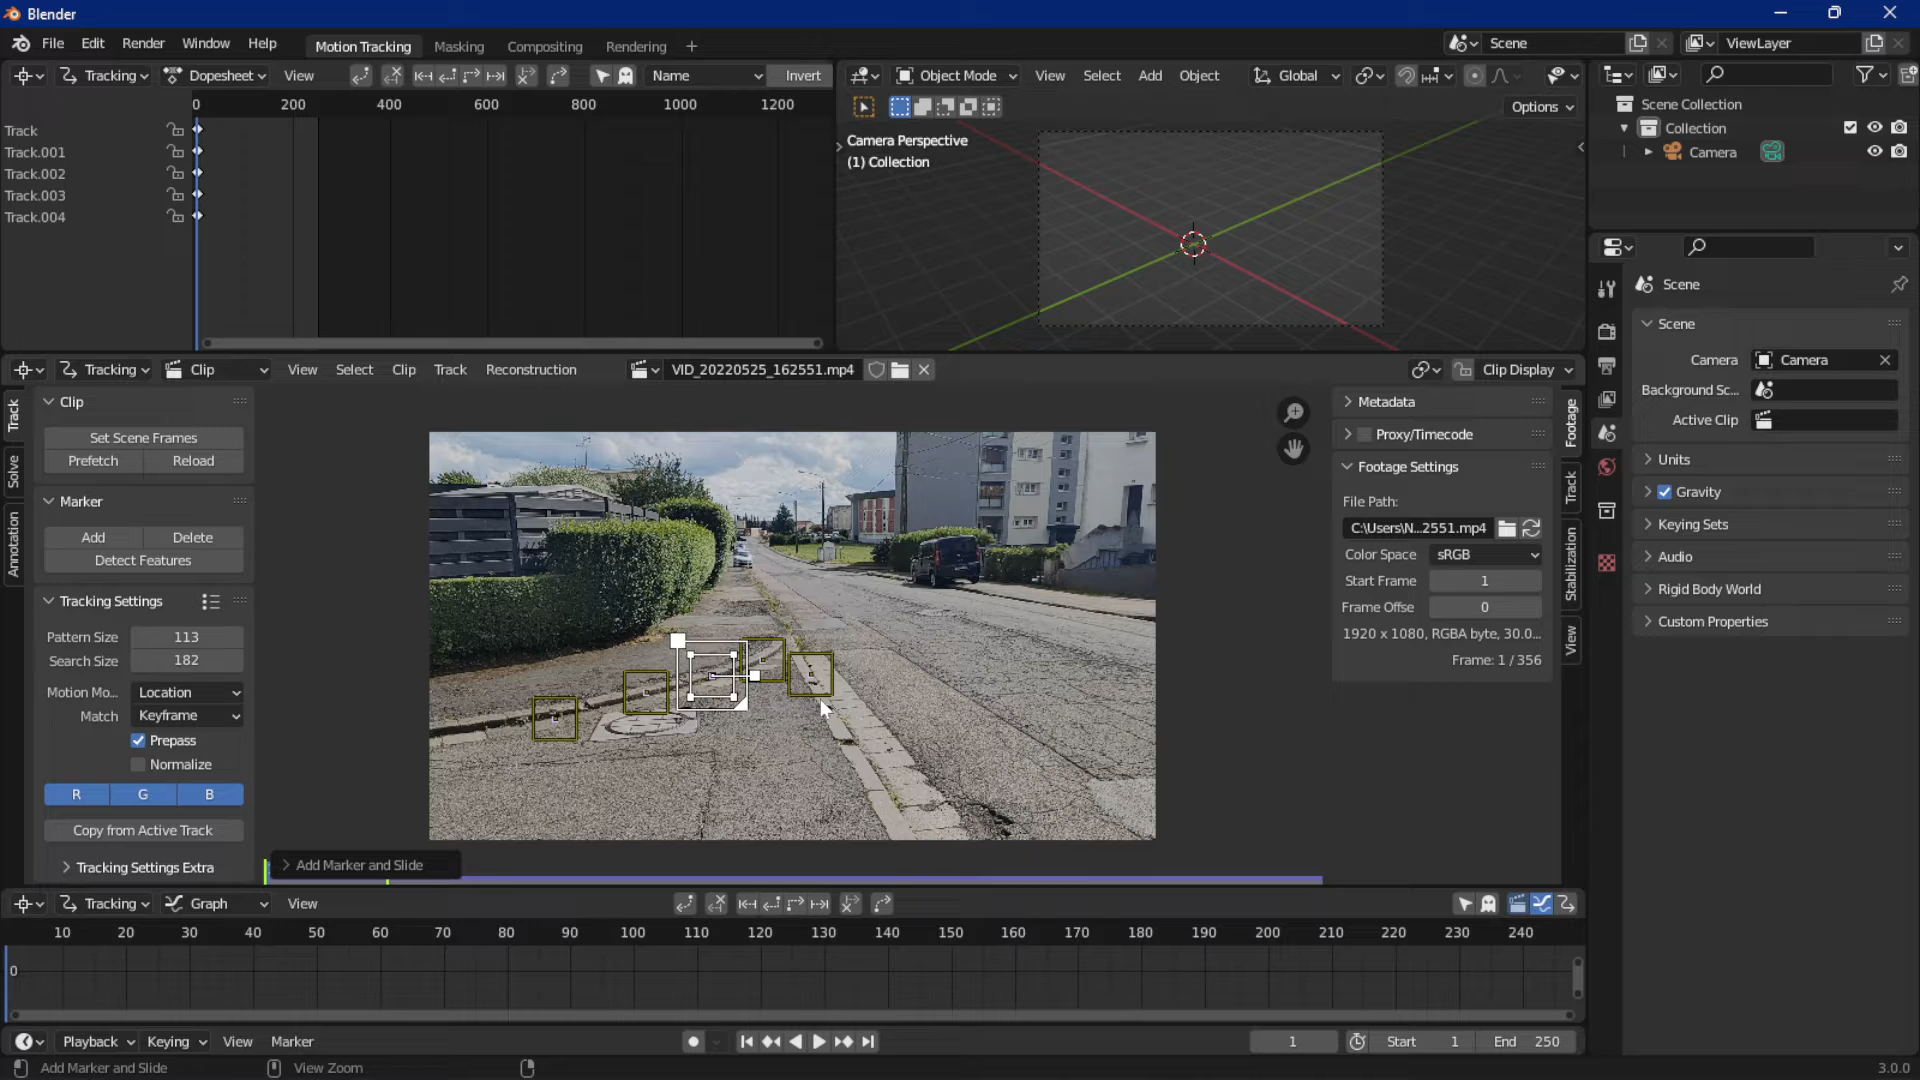 Blender
File Edit Render Window Help Motion Tracking Masking Compositing Rendering Scene ViewLayer
Tracking Dopesheet View Name Invert
0 200 400 600 800 1000 1200
Track
Track.001
Track.002
Track.003
Track.004
Object Mode View Select Add Object Global
Options
Camera Perspective
(1) Collection
Scene Collection
Collection
Camera
Scene
Scene
Camera Camera
Background Sc...
Active Clip
Units
Gravity
Keying Sets
Audio
Rigid Body World
Custom Properties
Tracking Clip View Select Clip Track Reconstruction VID_20220525_162551.mp4 Clip Display
Track
Solve
Annotation
Clip
Set Scene Frames
Prefetch Reload
Marker
Add Delete
Detect Features
Tracking Settings
Pattern Size 113
Search Size 182
Motion Mo... Location
Match Keyframe
Prepass
Normalize
R G B
Copy from Active Track
Tracking Settings Extra
Add Marker and Slide
Metadata
Proxy/Timecode
Footage Settings
File Path:
C:\Users\N...2551.mp4
Color Space sRGB
Start Frame 1
Frame Offse 0
1920 x 1080, RGBA byte, 30.0...
Frame: 1 / 356
Footage
Track
Stabilization
View
Tracking Graph View
10 20 30 40 50 60 70 80 90 100 110 120 130 140 150 160 170 180 190 200 210 220 230 240
0
Playback Keying View Marker 1 Start 1 End 250
Add Marker and Slide View Zoom 3.0.0